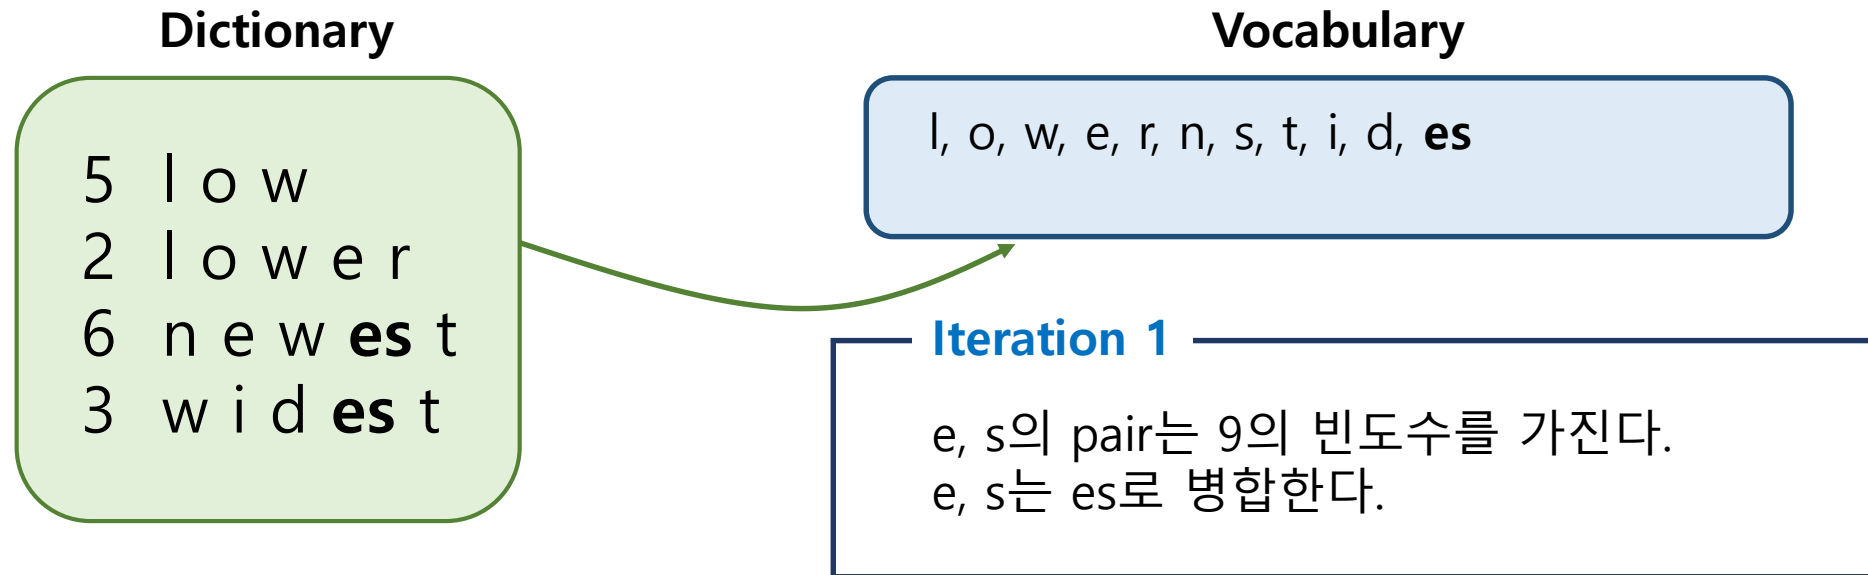 Dictionary
5 l o w
2 l o w e r
6 n e w es t
3 w i d es t
Vocabulary
l, o, w, e, r, n, s, t, i, d, es
Iteration 1
e, s의 pair는 9의 빈도수를 가진다.
e, s는 es로 병합한다.